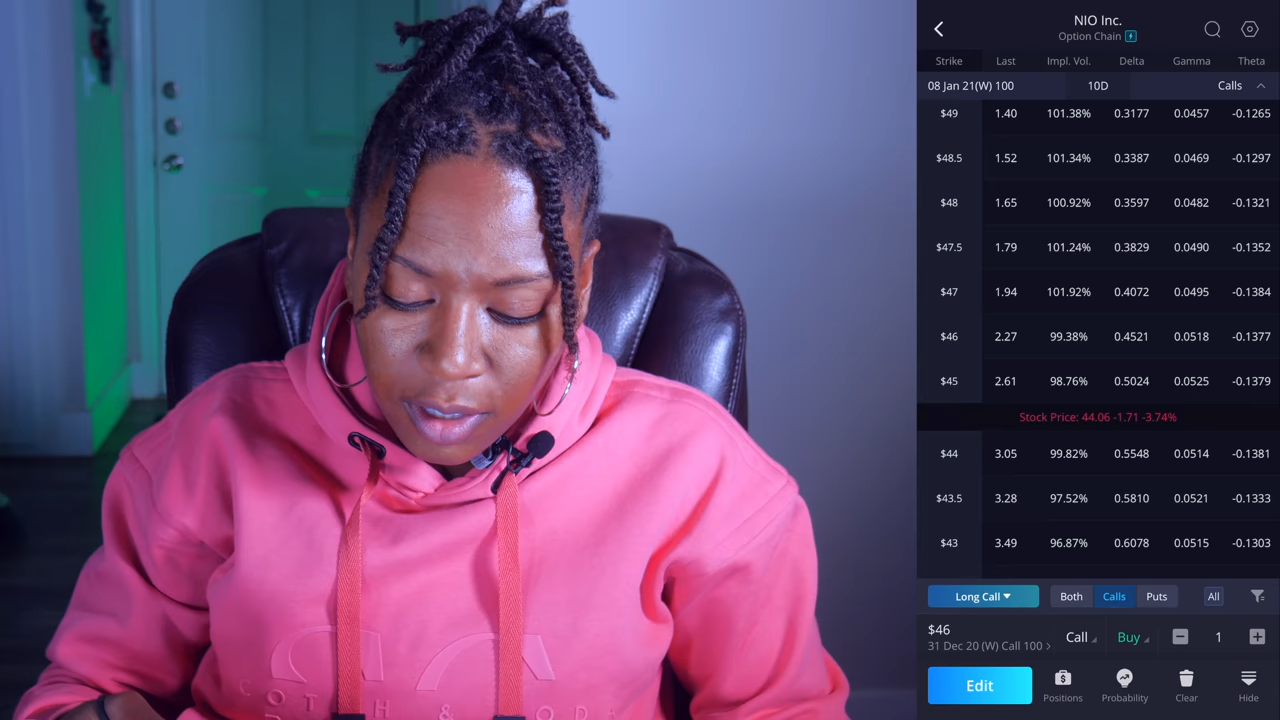 NIO Inc.
Option Chain
Strike Last Impl. Vol. Delta Gamma Theta
08 Jan 21(W) 100 10D Calls
$49 1.40 101.38% 0.3177 0.0457 -0.1265
$48.5 1.52 101.34% 0.3387 0.0469 -0.1297
$48 1.65 100.92% 0.3597 0.0482 -0.1321
$47.5 1.79 101.24% 0.3829 0.0490 -0.1352
$47 1.94 101.92% 0.4072 0.0495 -0.1384
$46 2.27 99.38% 0.4521 0.0518 -0.1377
$45 2.61 98.76% 0.5024 0.0525 -0.1379
Stock Price: 44.06 -1.71 -3.74%
$44 3.05 99.82% 0.5548 0.0514 -0.1381
$43.5 3.28 97.52% 0.5810 0.0521 -0.1333
$43 3.49 96.87% 0.6078 0.0515 -0.1303
Long Call Both Calls Puts All
$46
31 Dec 20 (W) Call 100 > Call Buy 1
Edit Positions Probability Clear Hide